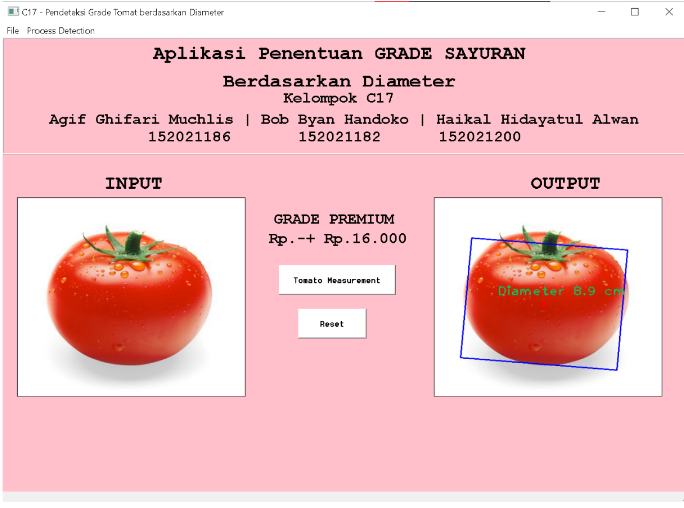 C17 - Pendeteksi Grade Tomat berdasarkan Diameter
File Process Detection
Aplikasi Penentuan GRADE SAYURAN
Berdasarkan Diameter
Kelompok C17
Agif Ghifari Muchlis | Bob Byan Handoko | Haikal Hidayatul Alwan
152021186 152021182 152021200
INPUT
OUTPUT
GRADE PREMIUM
Rp.-+ Rp.16.000
Tomato Measurement
Reset
Diameter 8.9 cm